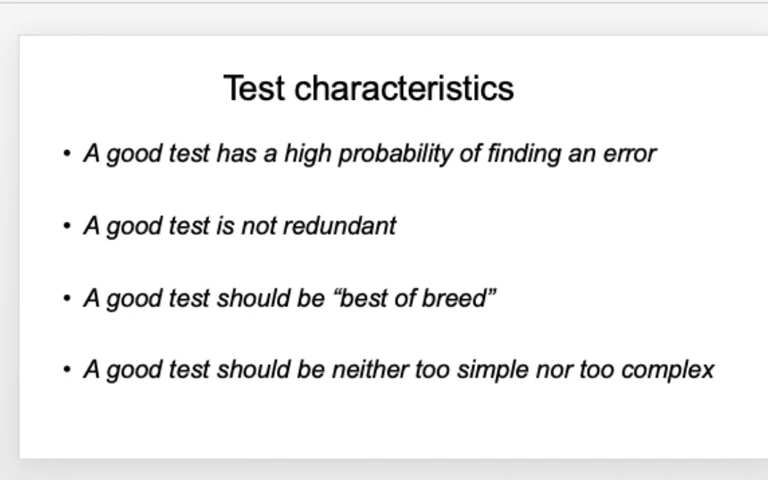 Test characteristics
• A good test has a high probability of finding an error
• A good test is not redundant
• A good test should be “best of breed”
• A good test should be neither too simple nor too complex